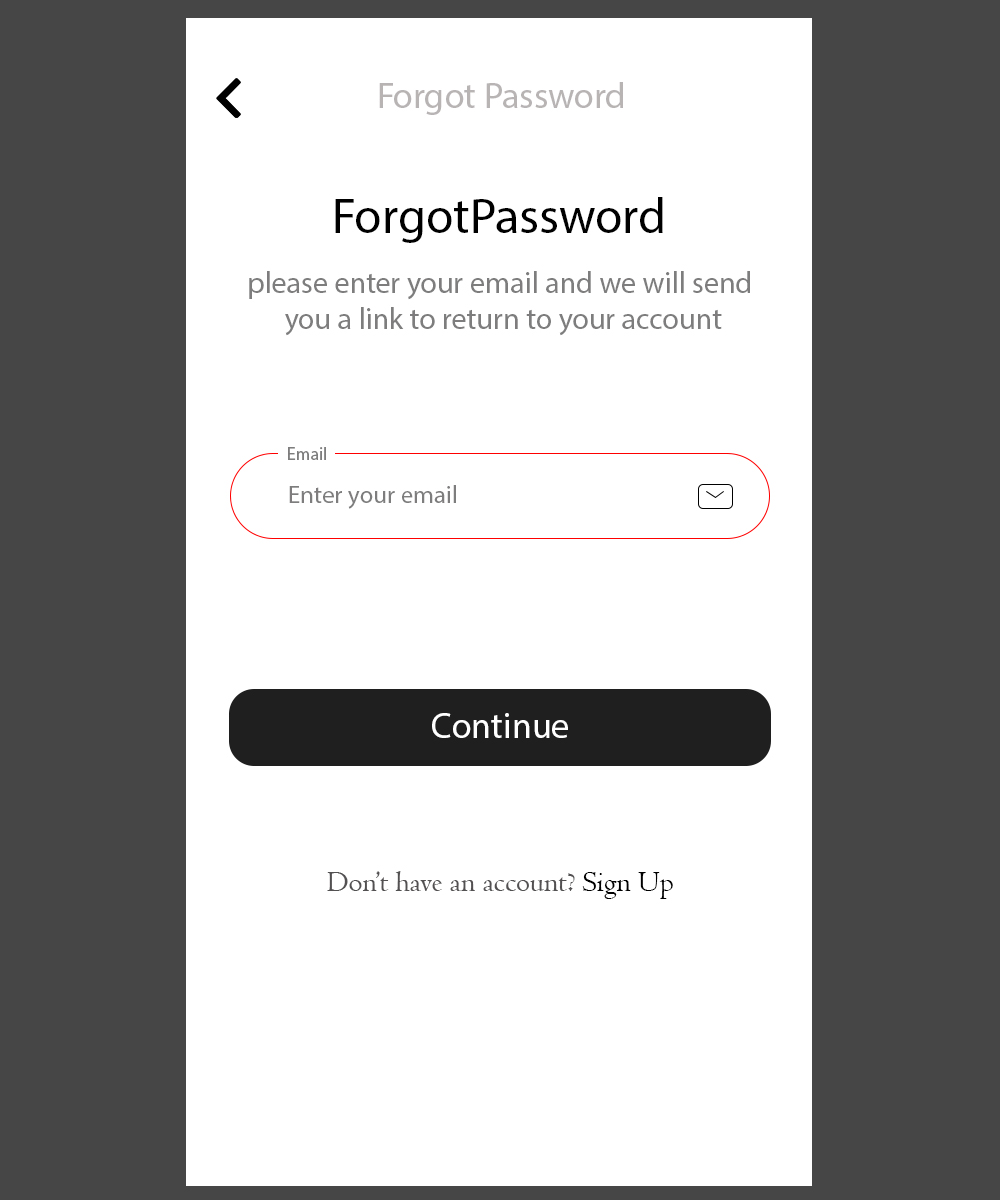 Forgot Password
ForgotPassword
please enter your email and we will send
you a link to return to your account
Email
Enter your email
Continue
Don't have an account? Sign Up